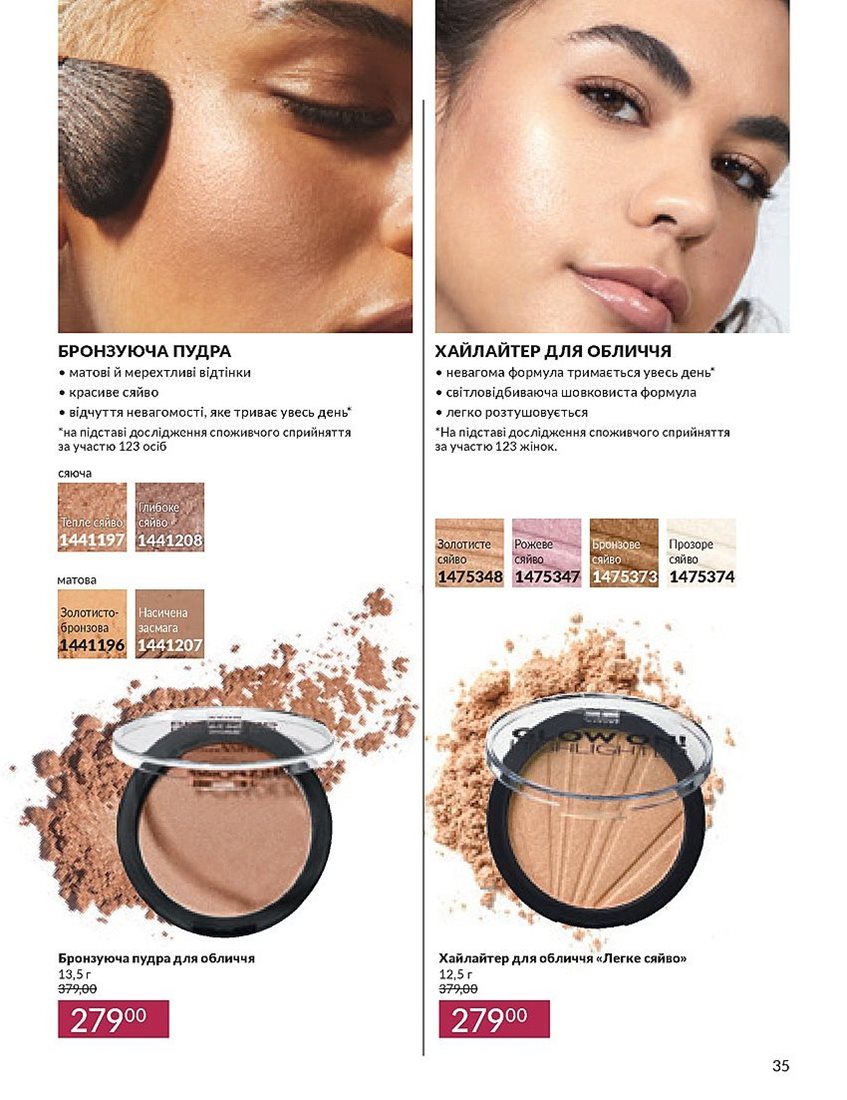 БРОНЗУЮЧА ПУДРА
• матові й мерехтливі відтінки
• красиве сяйво
• відчуття невагомості, яке триває увесь день*
*на підставі дослідження споживчого сприйняття
за участю 123 осіб
сяюча
Тепле сяйво
1441197
Глибоке
сяйво
1441208
матова
Золотисто-
бронзова
1441196
Насичена
засмага
1441207
Бронзуюча пудра для обличчя
13,5 г
379,00
279⁰⁰
ХАЙЛАЙТЕР ДЛЯ ОБЛИЧЧЯ
• невагома формула тримається увесь день*
• світловідбиваюча шовковиста формула
• легко розтушовується
*На підставі дослідження споживчого сприйняття
за участю 123 жінок.
Золотисте
сяйво
1475348
Рожеве
сяйво
1475347
Бронзове
сяйво
1475373
Прозоре
сяйво
1475374
GLOW ON!
HIGHLIGHTER
Хайлайтер для обличчя «Легке сяйво»
12,5 г
379,00
279⁰⁰
35